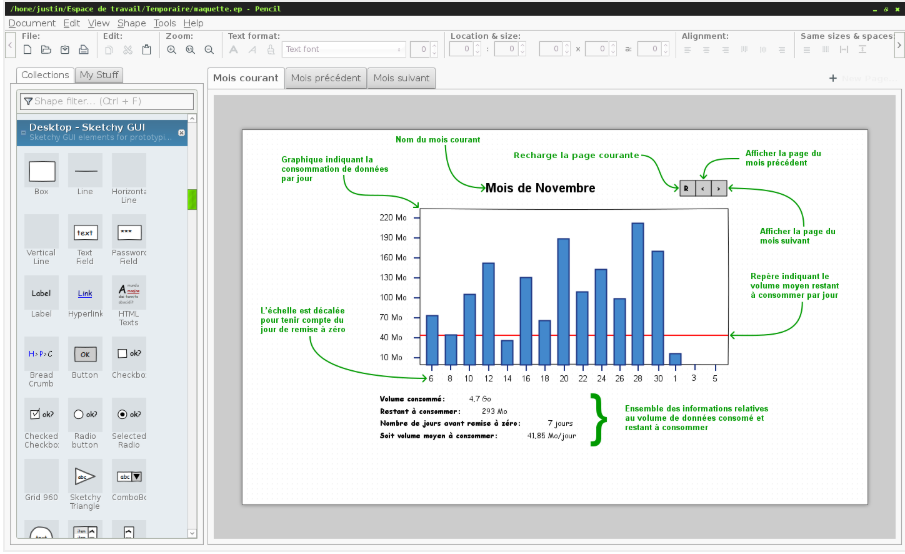 /home/justin/Espace de travail/Temporaire/maquette.ep - Pencil
Document Edit View Shape Tools Help
File: Edit: Zoom: Text format: Location & size: Alignment: Same sizes & spaces:
Text font 0 0 : 0 0 x 0 a: 0
Collections My Stuff
Mois courant Mois précédent Mois suivant
Shape filter... (Ctrl + F)
Desktop - Sketchy GUI
Sketchy GUI elements for prototypi...
Box Line Horizonta
Line
text ***
Vertical Text Password
Line Field Field
Label Link
Label Hyperlink HTML
Texts
H>P>C OK ok?
Bread Button Checkbo
Crumb
ok? ok? ok?
Checked Radio Selected
Checkbo: button Radio
abc abc
Grid 960 Sketchy ComboBo
Triangle
Nom du mois courant
Graphique indiquant la
consommation de données
par jour
Recharge la page courante
Afficher la page du
mois précédent
Mois de Novembre
R ‹ ›
Afficher la page du
mois suivant
220 Mo
190 Mo
160 Mo
130 Mo
100 Mo
70 Mo
40 Mo
10 Mo
Repère indiquant le
volume moyen restant
à consommer par jour
L'échelle est décalée
pour tenir compte du
jour de remise à zéro
6 8 10 12 14 16 18 20 22 24 26 28 30 1 3 5
Volume consommé: 4,7 Go
Restant à consommer: 293 Mo
Nombre de jours avant remise à zéro: 7 jours
Soit volume moyen à consommer: 41,85 Mo/jour
}
Ensemble des informations relatives
au volume de données consomé et
restant à consommer